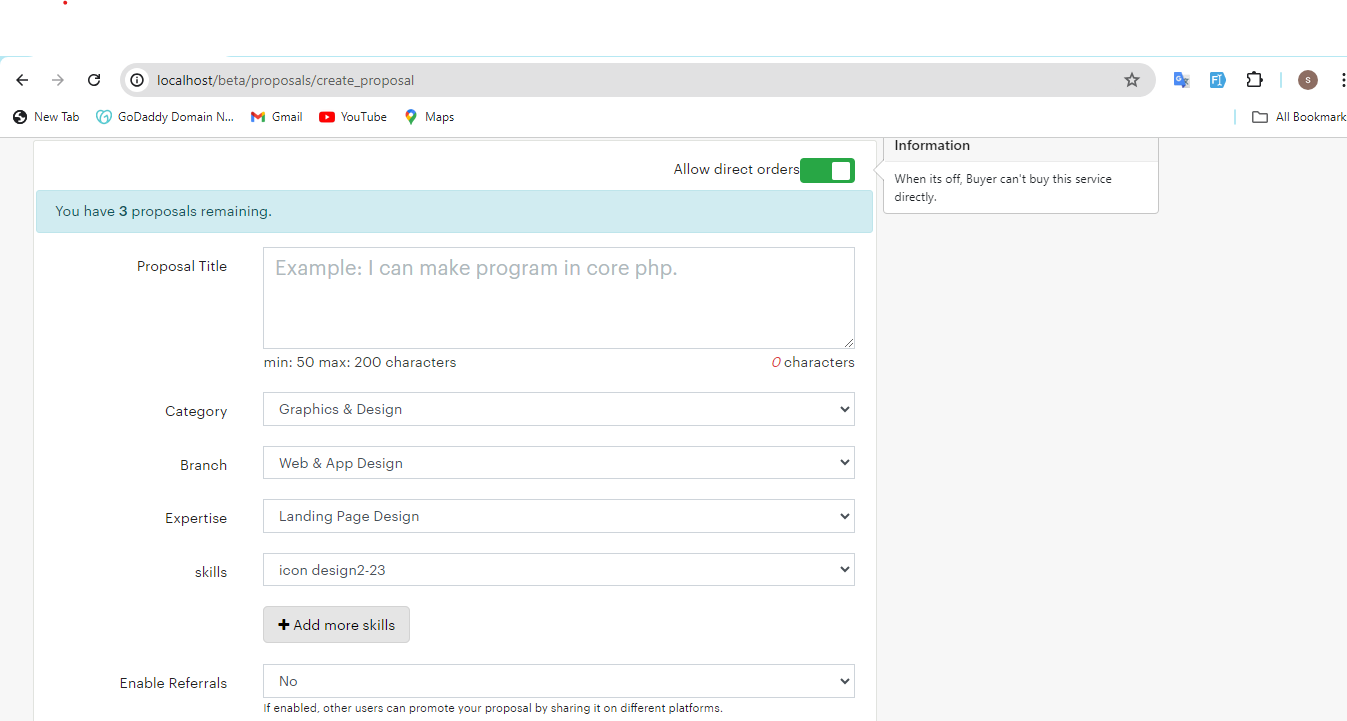 localhost/beta/proposals/create_proposal
S
New Tab
GoDaddy Domain N...
Gmail
YouTube
Maps
All Bookmark
Allow direct orders
Information
When its off, Buyer can't buy this service
directly.
You have 3 proposals remaining.
Proposal Title
Example: I can make program in core php.
min: 50 max: 200 characters
0 characters
Category
Graphics & Design
Branch
Web & App Design
Expertise
Landing Page Design
skills
icon design2-23
Add more skills
Enable Referrals
No
If enabled, other users can promote your proposal by sharing it on different platforms.